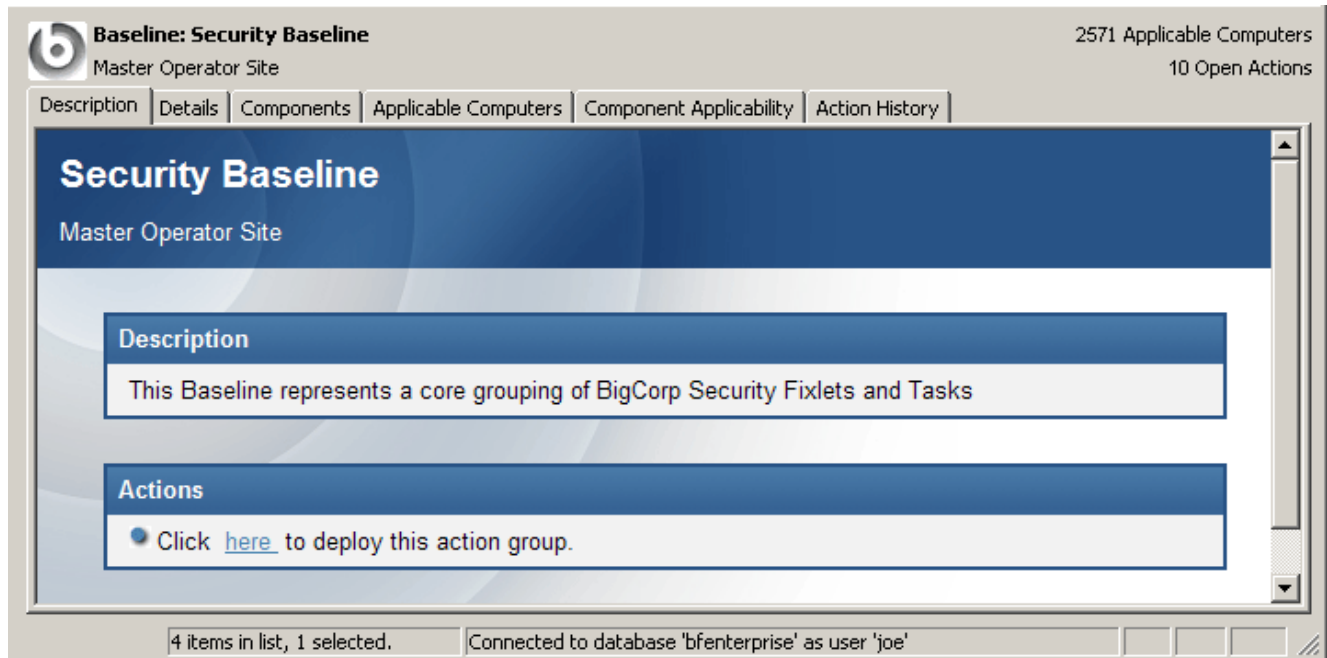 Baseline: Security Baseline
2571 Applicable Computers
Master Operator Site
10 Open Actions
Description Details Components Applicable Computers Component Applicability Action History
Security Baseline
Master Operator Site
Description
This Baseline represents a core grouping of BigCorp Security Fixlets and Tasks
Actions
Click here to deploy this action group.
4 items in list, 1 selected. Connected to database 'bfenterprise' as user 'joe'